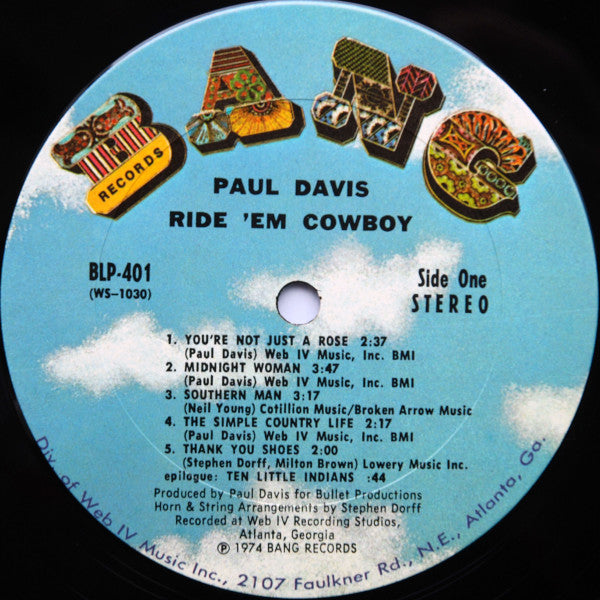 BANG
RECORDS
PAUL DAVIS
RIDE 'EM COWBOY
BLP-401
(WS-1030)
Side One
STEREO
1. YOU'RE NOT JUST A ROSE 2:37
(Paul Davis) Web IV Music, Inc. BMI
2. MIDNIGHT WOMAN 3:47
(Paul Davis) Web IV Music, Inc. BMI
3. SOUTHERN MAN 3:17
(Neil Young) Cotillion Music/Broken Arrow Music
4. THE SIMPLE COUNTRY LIFE 2:17
(Paul Davis) Web IV Music, Inc. BMI
5. THANK YOU SHOES 2:00
(Stephen Dorff, Milton Brown) Lowery Music Inc.
epilogue: TEN LITTLE INDIANS :44
Produced by Paul Davis for Bullet Productions
Horn & String Arrangements by Stephen Dorff
Recorded at Web IV Recording Studios,
Atlanta, Georgia
℗ 1974 BANG RECORDS
Div. of Web IV Music Inc., 2107 Faulkner Rd., N.E., Atlanta, Ga.